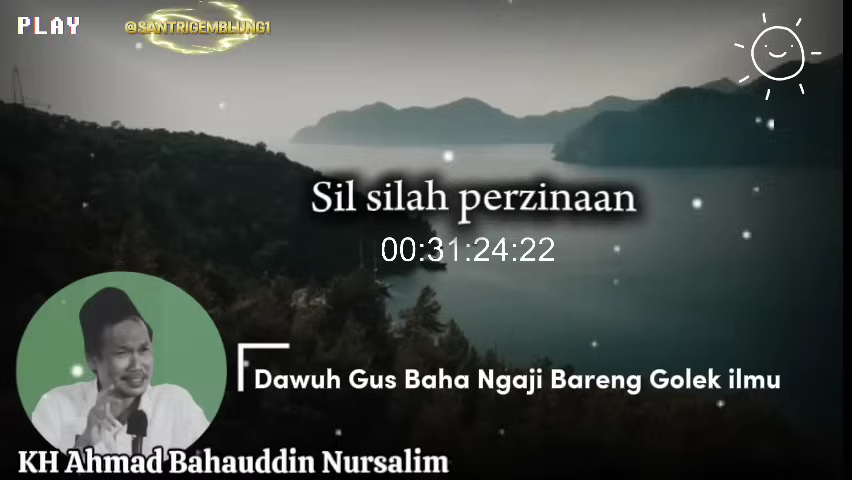 PLAY
@SANTRIGEMBLUNG1
Sil silah perzinaan
00:31:24:22
Dawuh Gus Baha Ngaji Bareng Golek ilmu
KH Ahmad Bahauddin Nursalim